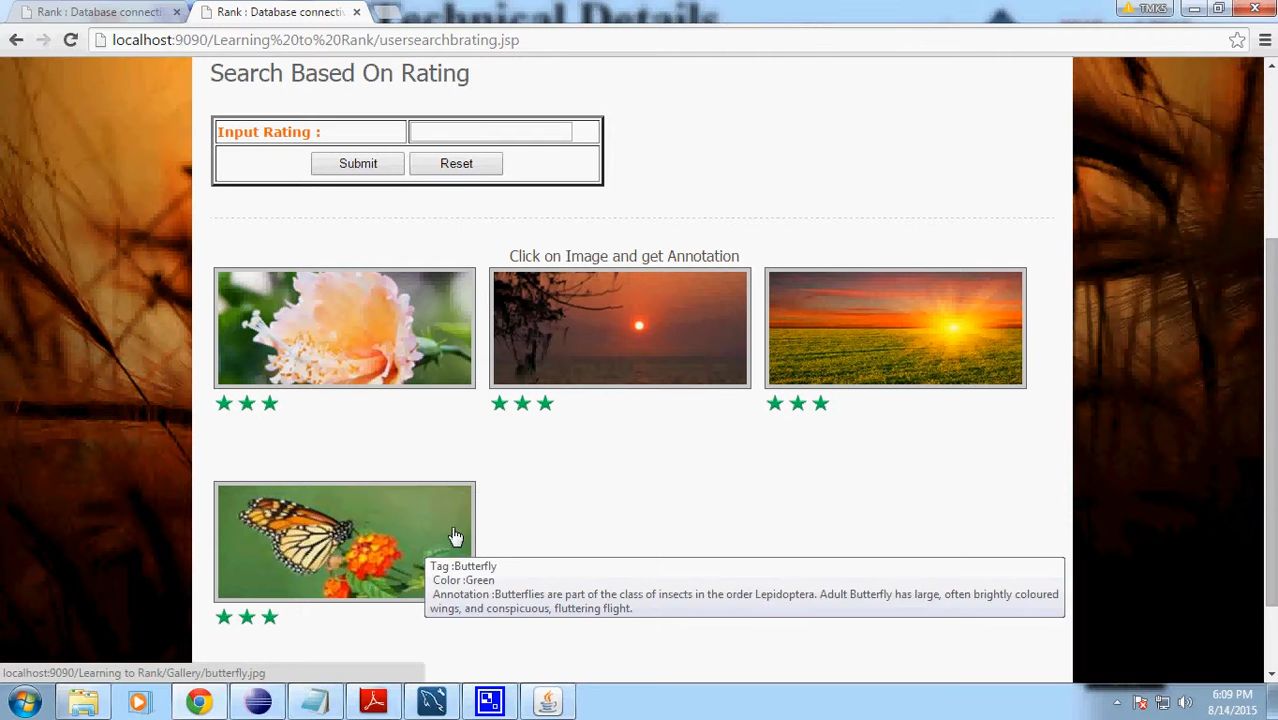 Technical Details
Rank : Database connecti
Rank : Database connecti
TMKS
localhost:9090/Learning%20to%20Rank/usersearchbrating.jsp
Search Based On Rating
Input Rating :
Submit
Reset
Click on Image and get Annotation
Tag :Butterfly
Color :Green
Annotation :Butterflies are part of the class of insects in the order Lepidoptera. Adult Butterfly has large, often brightly coloured
wings, and conspicuous, fluttering flight.
localhost:9090/Learning to Rank/Gallery/butterfly.jpg
6:09 PM
8/14/2015